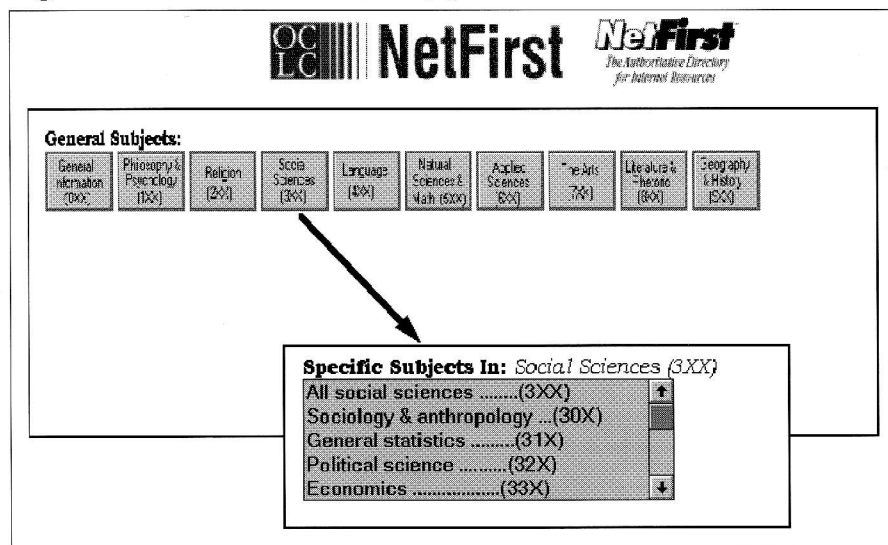 OC
LC
NetFirst
NetFirst
The Authoritative Directory
for Internet Resources
General Subjects:
General
Information
(0XX)
Philosophy &
Psychology
(1XX)
Religion
(2XX)
Social
Sciences
(3XX)
Language
(4XX)
Natural
Sciences &
Math (5XX)
Applied
Sciences
(6XX)
The Arts
(7XX)
Literature &
Rhetoric
(8XX)
Geography
& History
(9XX)
Specific Subjects In: Social Sciences (3XX)
All social sciences ........(3XX)
Sociology & anthropology ...(30X)
General statistics .........(31X)
Political science ..........(32X)
Economics ..................(33X)